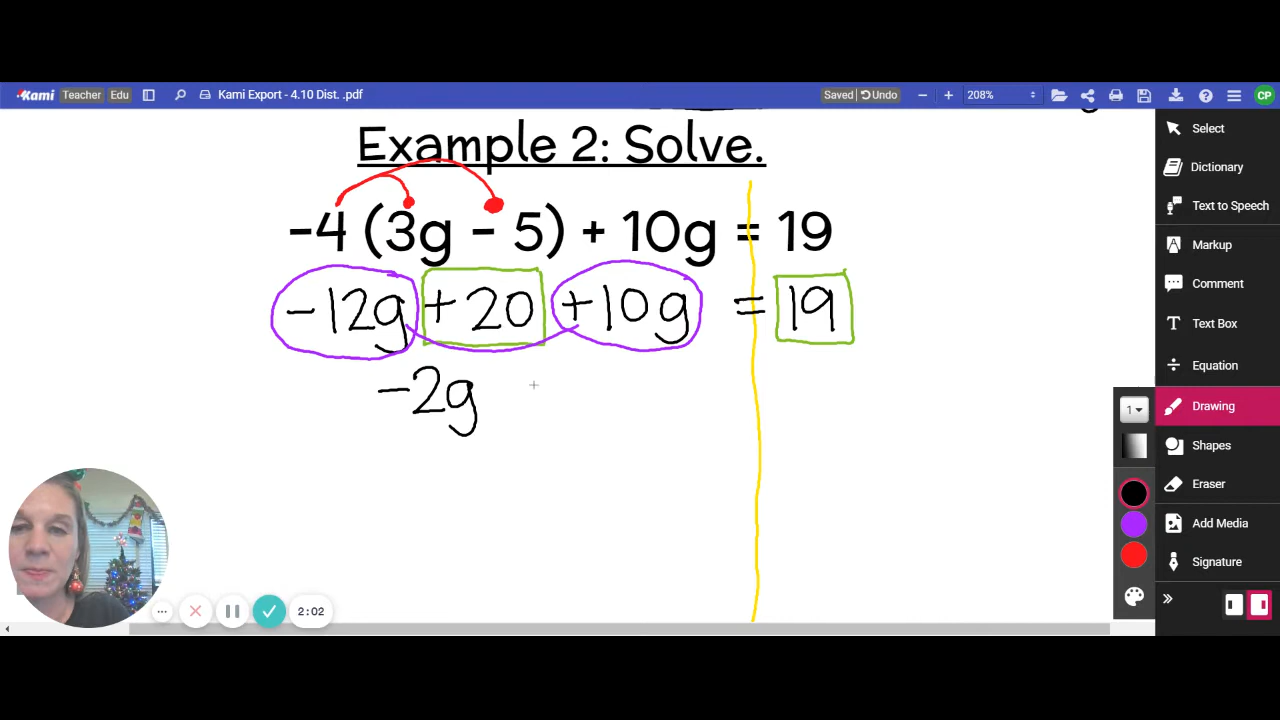 Kami Teacher Edu Kami Export - 4.10 Dist. .pdf Saved Undo 208% CP
Example 2: Solve.
-4 (3g - 5) + 10g = 19
-12g + 20 + 10g = 19
-2g
Select
Dictionary
Text to Speech
Markup
Comment
Text Box
Equation
Drawing
1
Shapes
Eraser
Add Media
Signature
2:02